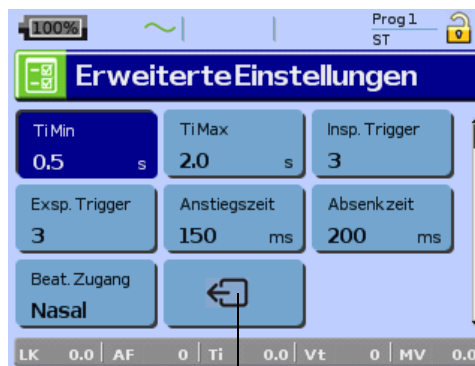 100% Prog 1
ST
Erweiterte Einstellungen
Ti Min Ti Max Insp. Trigger
0.5 s 2.0 s 3
Exsp. Trigger Anstiegszeit Absenkzeit
3 150 ms 200 ms
Beat. Zugang
Nasal
LK 0.0 AF 0 Ti 0.0 Vt 0 MV 0.0